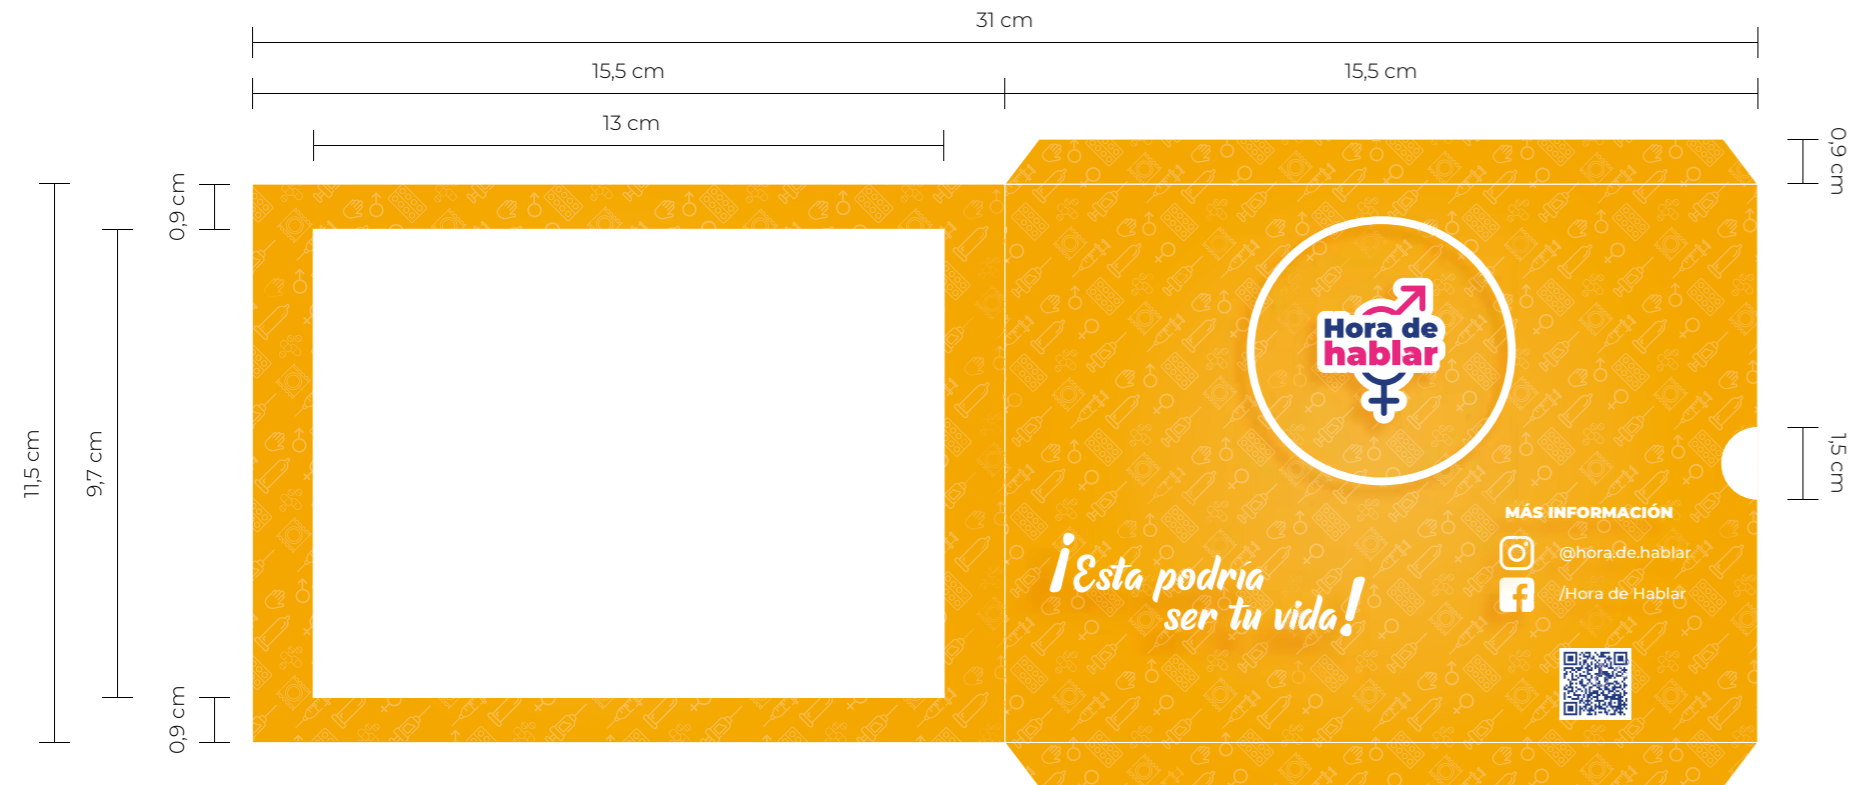 31 cm
15,5 cm
15,5 cm
13 cm
0,9 cm
0,9 cm
11,5 cm
9,7 cm
0,9 cm
1,5 cm
Hora de
hablar
MÁS INFORMACIÓN
@hora.de.hablar
/Hora de Hablar
¡Esta podría
ser tu vida!